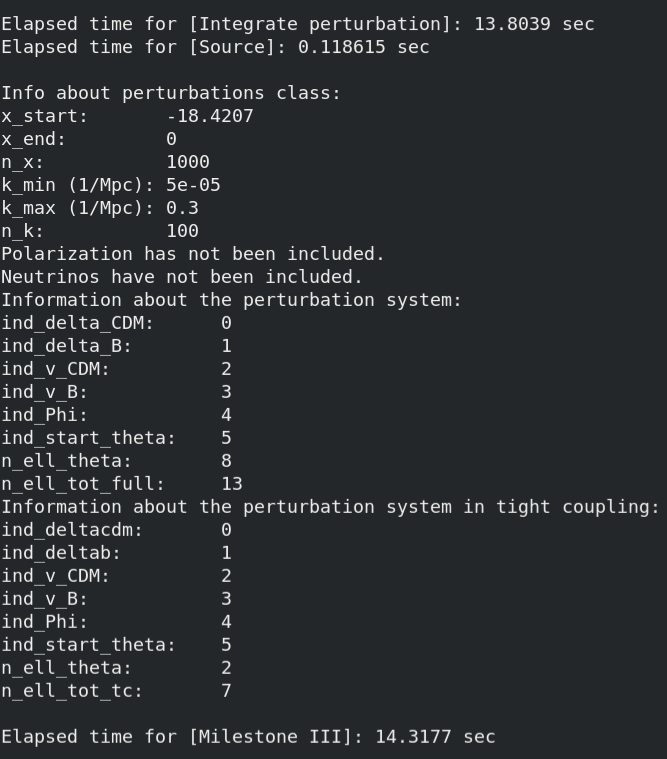 Elapsed time for [Integrate perturbation]: 13.8039 sec
Elapsed time for [Source]: 0.118615 sec
Info about perturbations class:
x_start: -18.4207
x_end: 0
n_x: 1000
k_min (1/Mpc): 5e-05
k_max (1/Mpc): 0.3
n_k: 100
Polarization has not been included.
Neutrinos have not been included.
Information about the perturbation system:
ind_delta_CDM: 0
ind_delta_B: 1
ind_v_CDM: 2
ind_v_B: 3
ind_Phi: 4
ind_start_theta: 5
n_ell_theta: 8
n_ell_tot_full: 13
Information about the perturbation system in tight coupling:
ind_deltacdm: 0
ind_deltab: 1
ind_v_CDM: 2
ind_v_B: 3
ind_Phi: 4
ind_start_theta: 5
n_ell_theta: 2
n_ell_tot_tc: 7
Elapsed time for [Milestone III]: 14.3177 sec